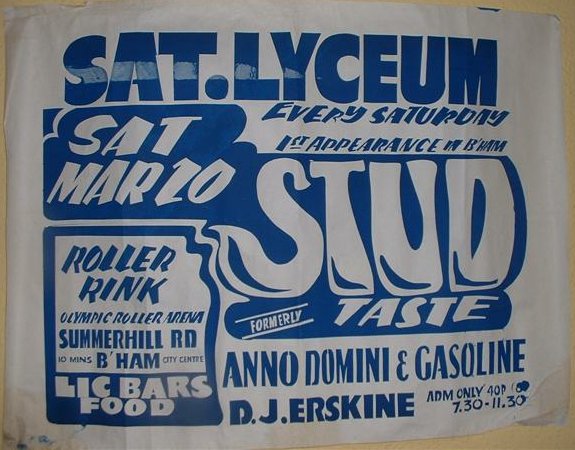 SAT. LYCEUM
EVERY SATURDAY
SAT
MAR 20
1ST APPEARANCE IN B'HAM
STUD
FORMERLY TASTE
ROLLER
RINK
OLYMPIC ROLLER ARENA
SUMMERHILL RD
10 MINS B'HAM CITY CENTRE
LIC BARS
FOOD
ANNO DOMINI & GASOLINE
D.J. ERSKINE
ADM ONLY 40P
7.30-11.30